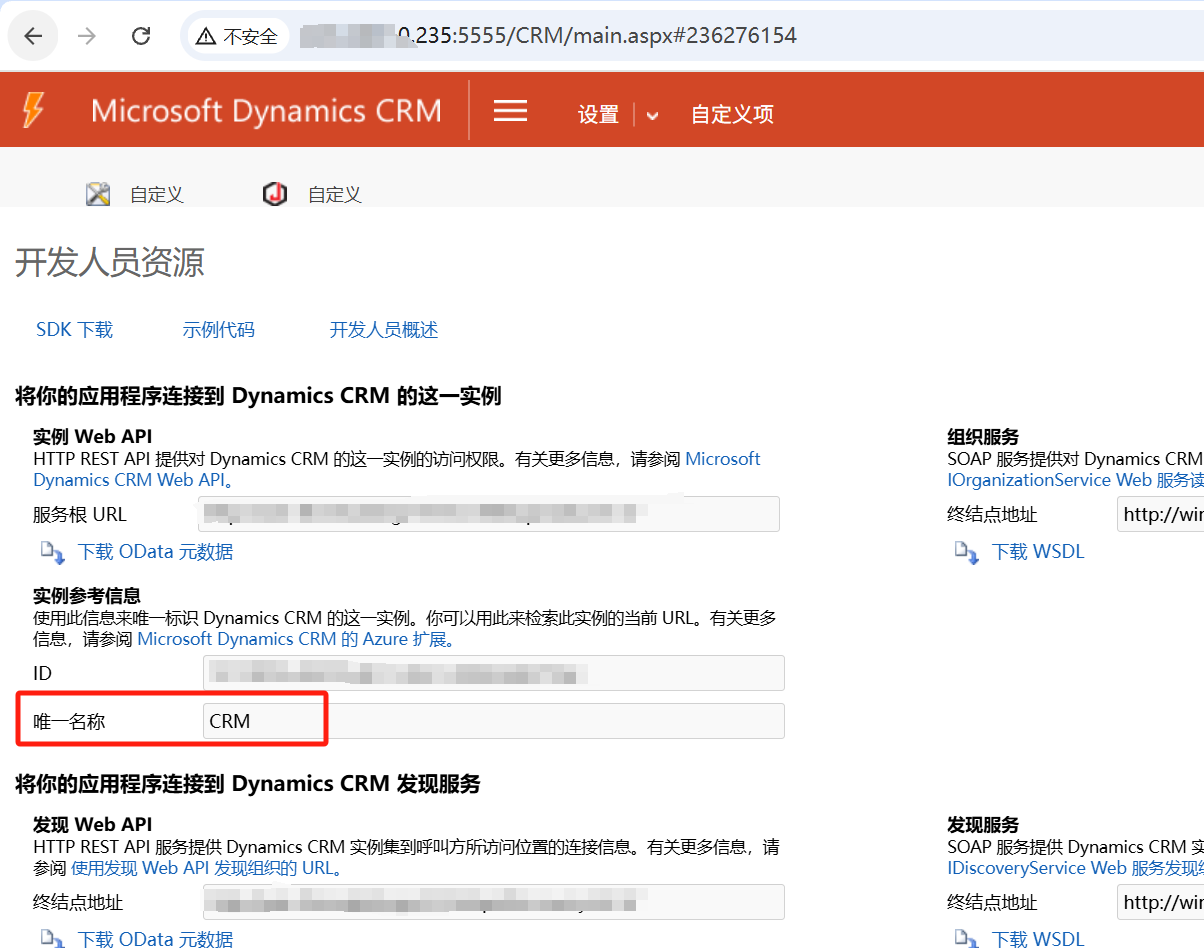 不安全
0.235:5555/CRM/main.aspx#236276154
Microsoft Dynamics CRM
设置
自定义项
自定义
自定义
开发人员资源
SDK 下载
示例代码
开发人员概述
将你的应用程序连接到 Dynamics CRM 的这一实例
实例 Web API
HTTP REST API 提供对 Dynamics CRM 的这一实例的访问权限。有关更多信息，请参阅 Microsoft
Dynamics CRM Web API。
服务根 URL
下载 OData 元数据
组织服务
SOAP 服务提供对 Dynamics CRM
IOrganizationService Web 服务读
终结点地址
http://win
下载 WSDL
实例参考信息
使用此信息来唯一标识 Dynamics CRM 的这一实例。你可以用此来检索此实例的当前 URL。有关更多
信息，请参阅 Microsoft Dynamics CRM 的 Azure 扩展。
ID
唯一名称
CRM
将你的应用程序连接到 Dynamics CRM 发现服务
发现 Web API
HTTP REST API 服务提供 Dynamics CRM 实例集到呼叫方所访问位置的连接信息。有关更多信息，请
参阅 使用发现 Web API 发现组织的 URL。
终结点地址
下载 OData 元数据
发现服务
SOAP 服务提供 Dynamics CRM 实
IDiscoveryService Web 服务发现组
终结点地址
http://win
下载 WSDL